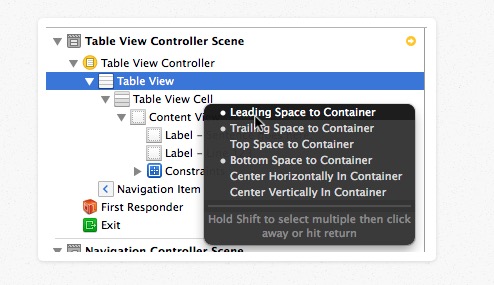 Table View Controller Scene
Table View Controller
Table View
Table View Cell
Content Vi
Label -
Label -
Constrain
Navigation Item
First Responder
Exit
Navigation Controller Scene
Leading Space to Container
Trailing Space to Container
Top Space to Container
Bottom Space to Container
Center Horizontally In Container
Center Vertically In Container
Hold Shift to select multiple then click
away or hit return